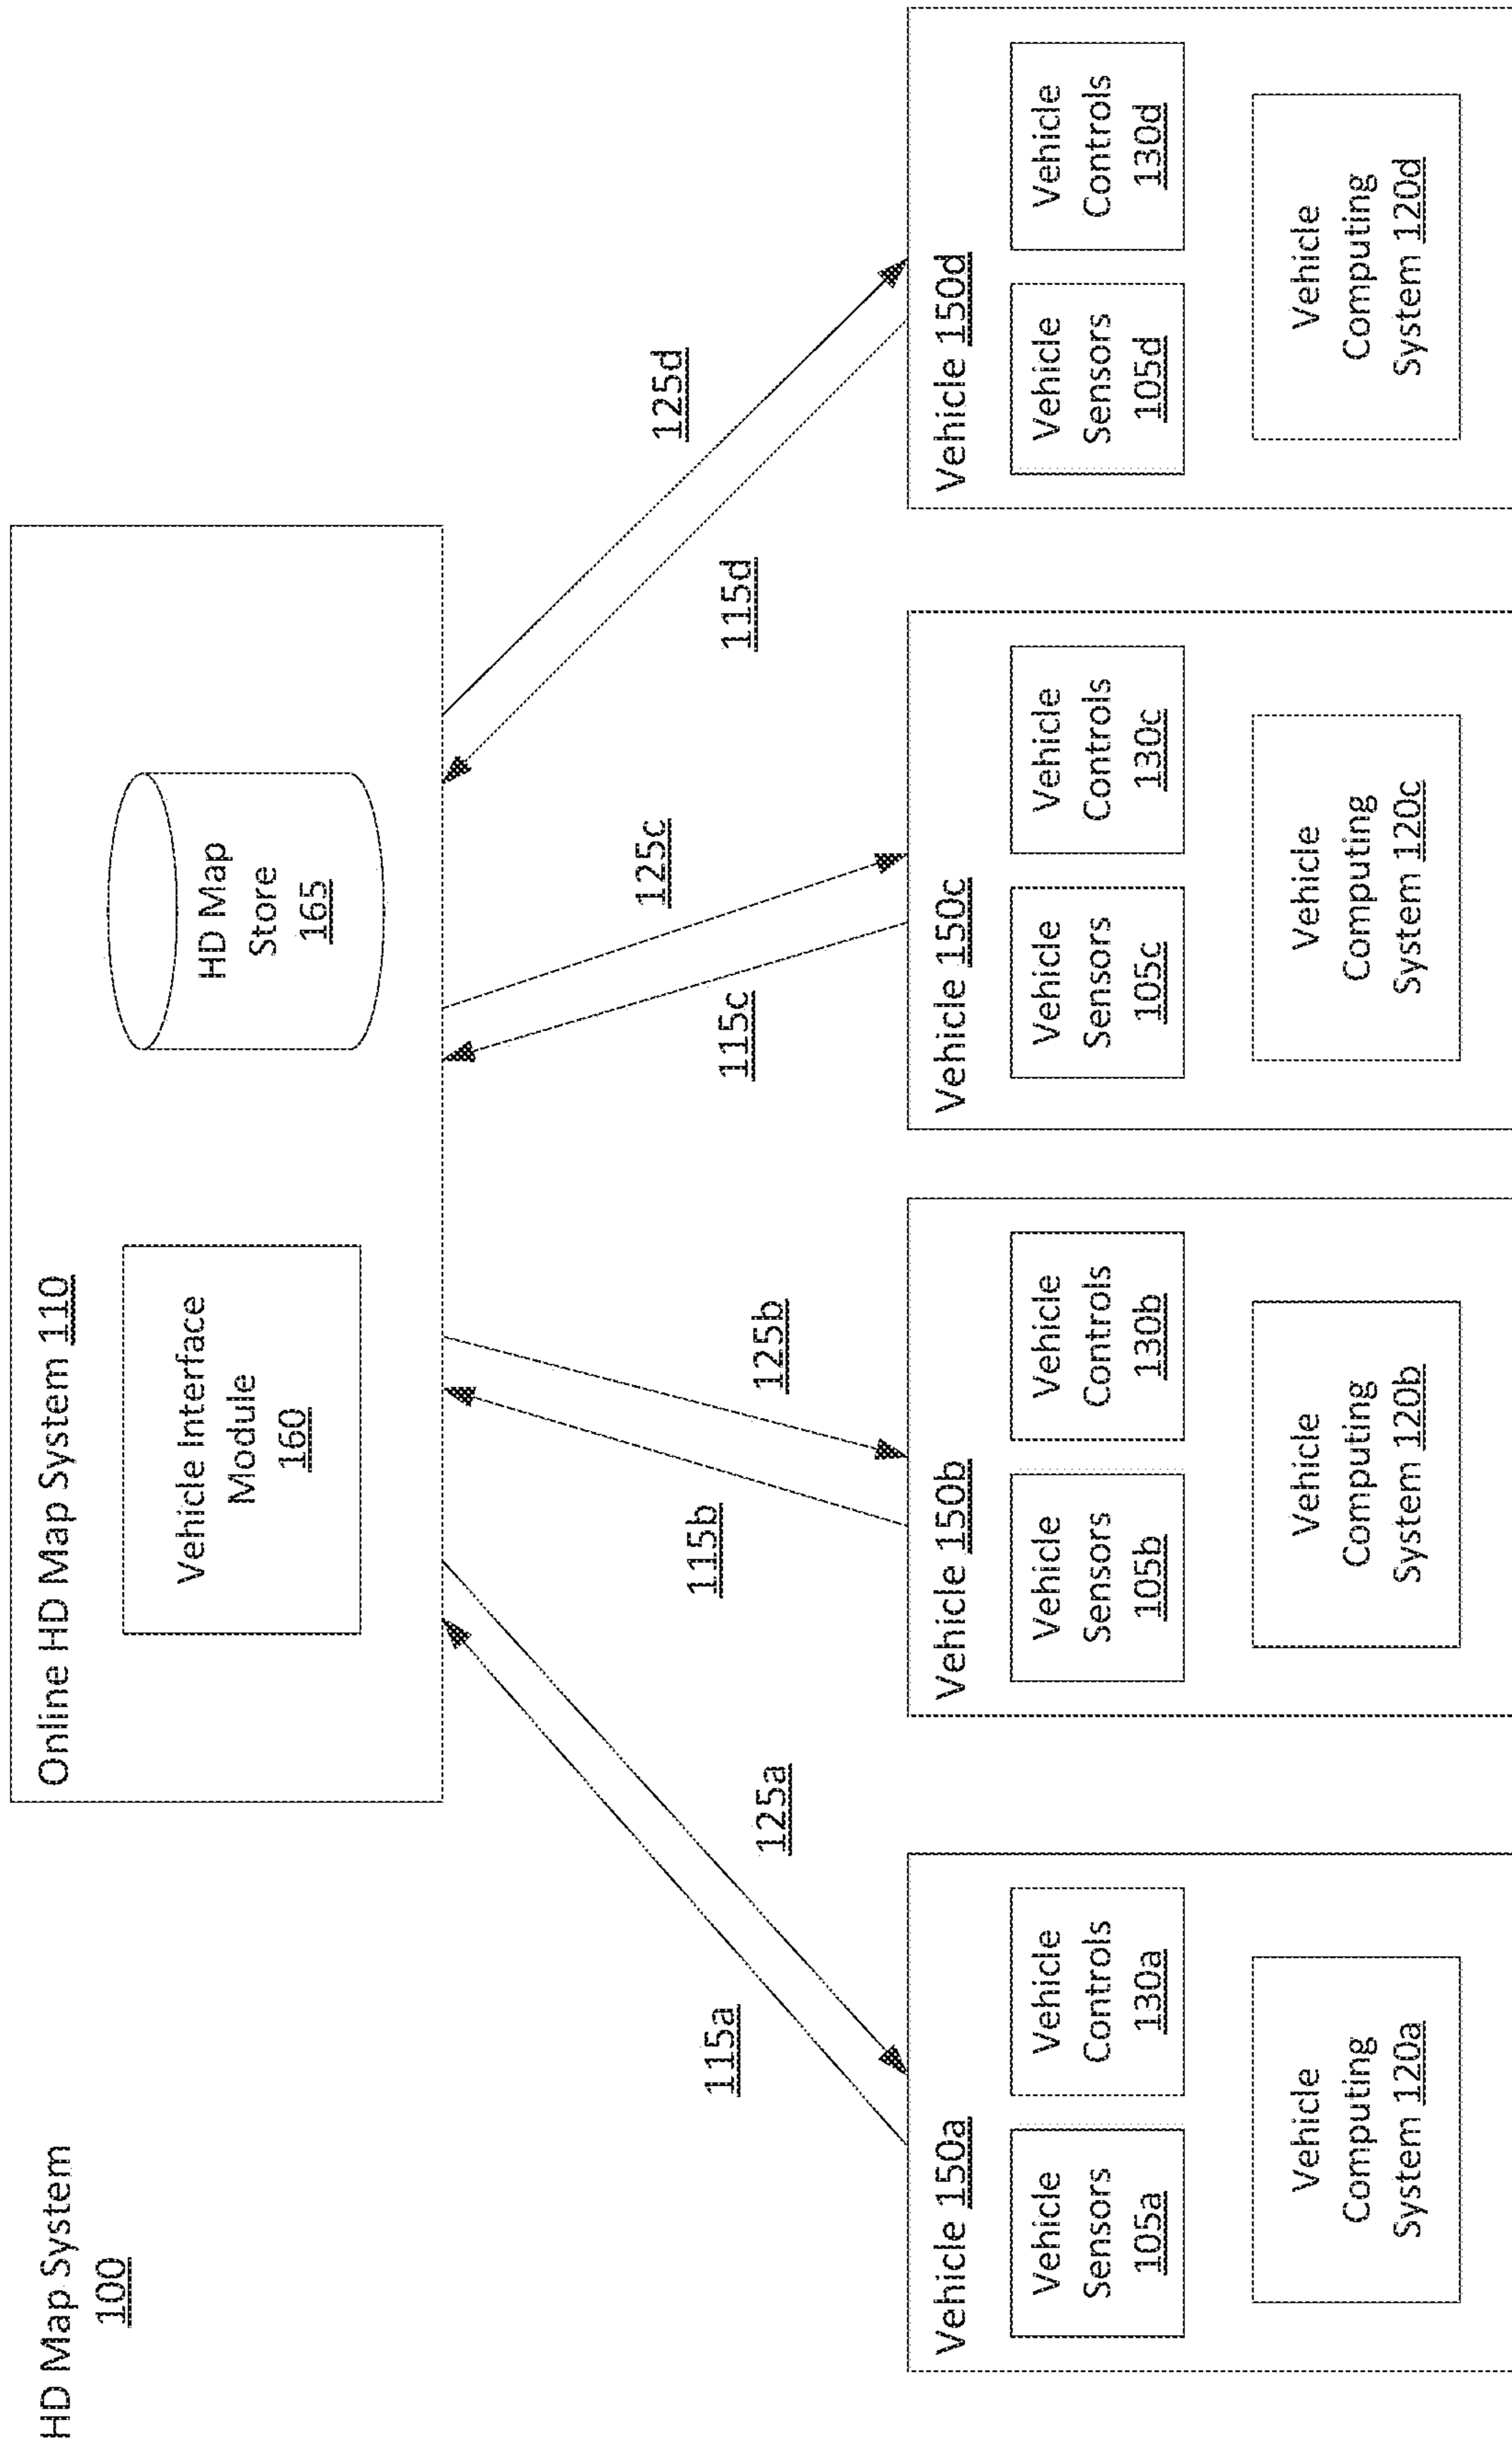 HD Map System
100
Online HD Map System 110
Vehicle Interface
Module
160
HD Map
Store
165
115a
125a
115b
125b
115c
125c
115d
125d
Vehicle 150a
Vehicle
Sensors
105a
Vehicle
Controls
130a
Vehicle
Computing
System 120a
Vehicle 150b
Vehicle
Sensors
105b
Vehicle
Controls
130b
Vehicle
Computing
System 120b
Vehicle 150c
Vehicle
Sensors
105c
Vehicle
Controls
130c
Vehicle
Computing
System 120c
Vehicle 150d
Vehicle
Sensors
105d
Vehicle
Controls
130d
Vehicle
Computing
System 120d